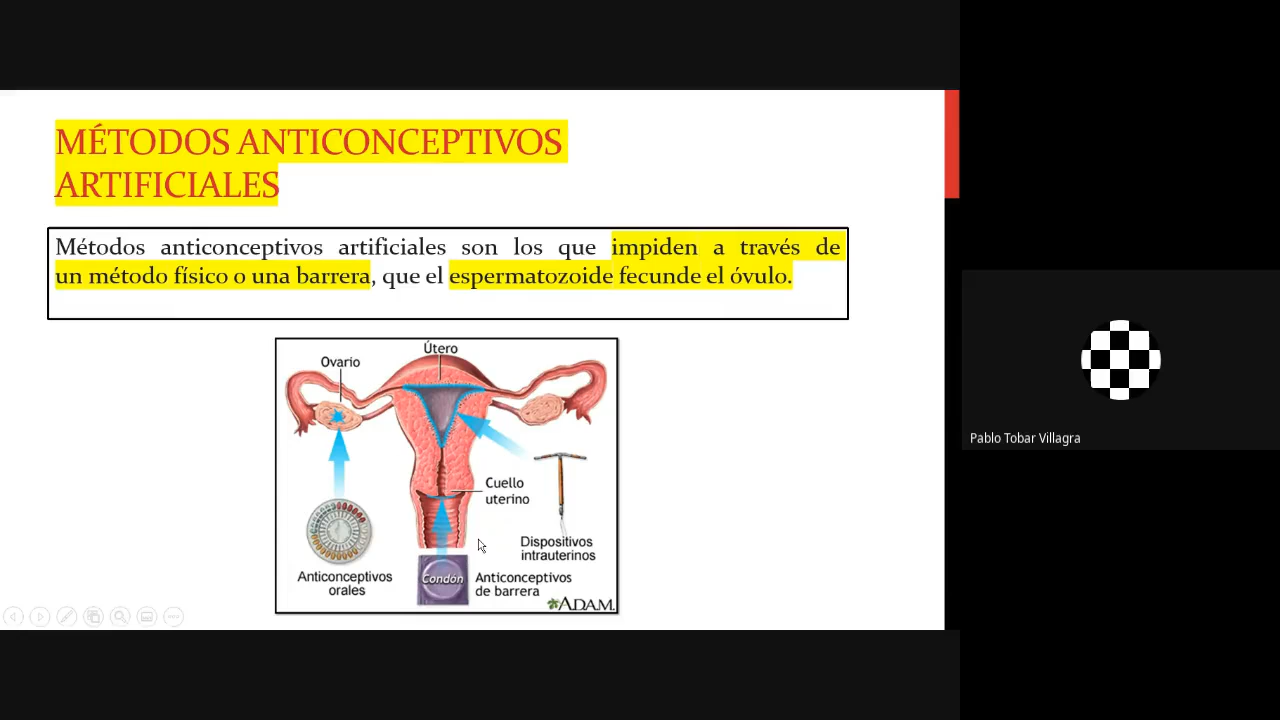 MÉTODOS ANTICONCEPTIVOS
ARTIFICIALES
Métodos anticonceptivos artificiales son los que impiden a través de
un método físico o una barrera, que el espermatozoide fecunde el óvulo.
Útero
Ovario
Cuello
uterino
Dispositivos
intrauterinos
Anticonceptivos
orales
Condón
Anticonceptivos
de barrera
A.D.A.M.
Pablo Tobar Villagra